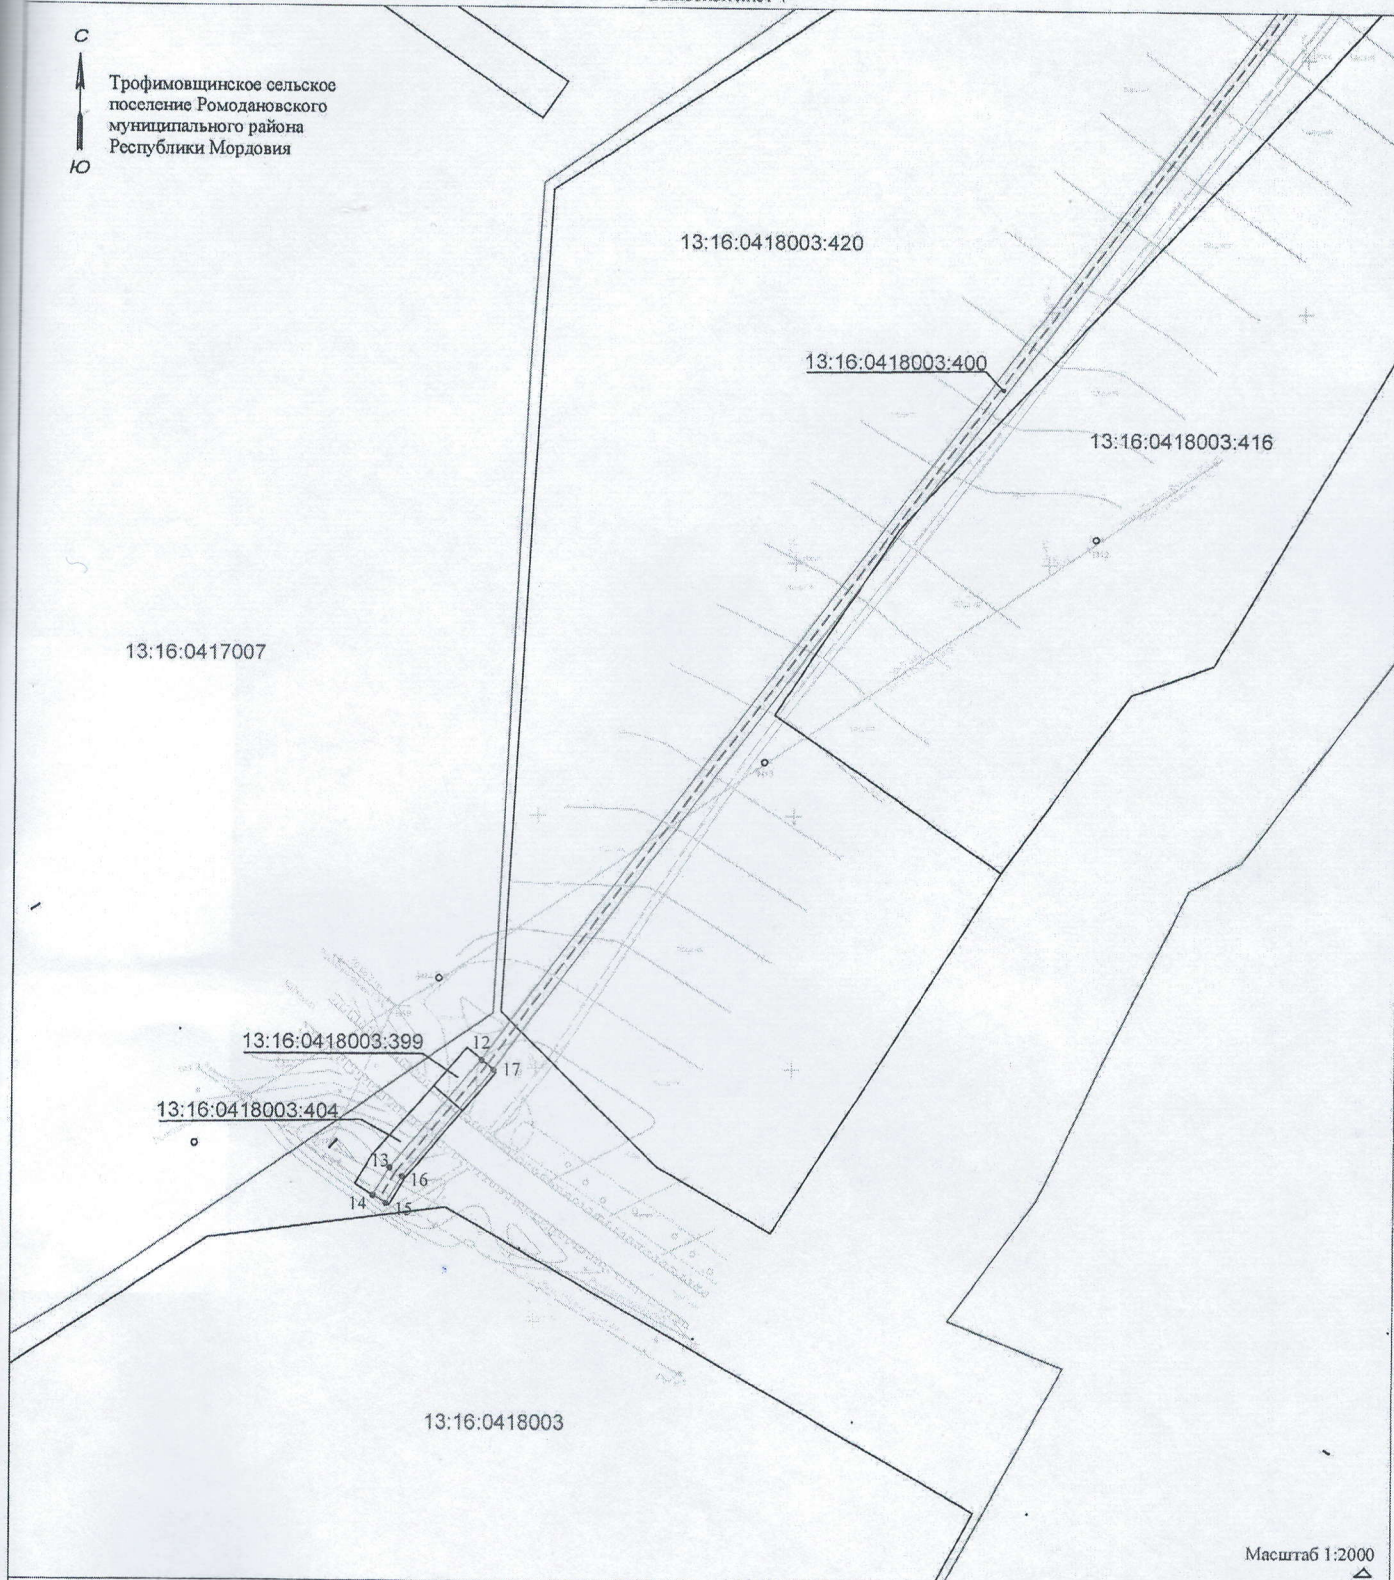 С
Трофимовщинское сельское
поселение Ромодановского
муниципального района
Республики Мордовия
Ю
13:16:0418003:420
13:16:0418003:400
13:16:0418003:416
13:16:0417007
13:16:0418003:399
12
17
13:16:0418003:404
13
16
14
15
13:16:0418003
Масштаб 1:2000